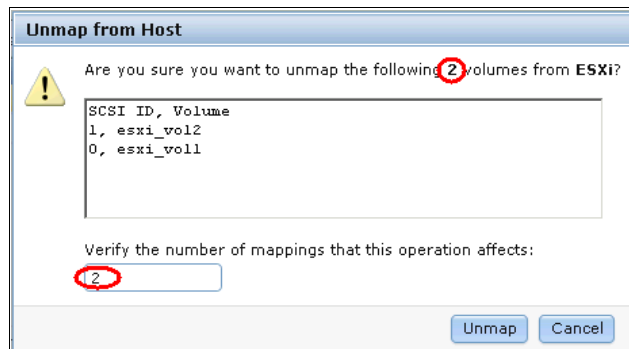 Unmap from Host
Are you sure you want to unmap the following 2 volumes from ESXi?
SCSI ID, Volume
1, esxi_vol2
0, esxi_vol1
Verify the number of mappings that this operation affects:
2
Unmap Cancel